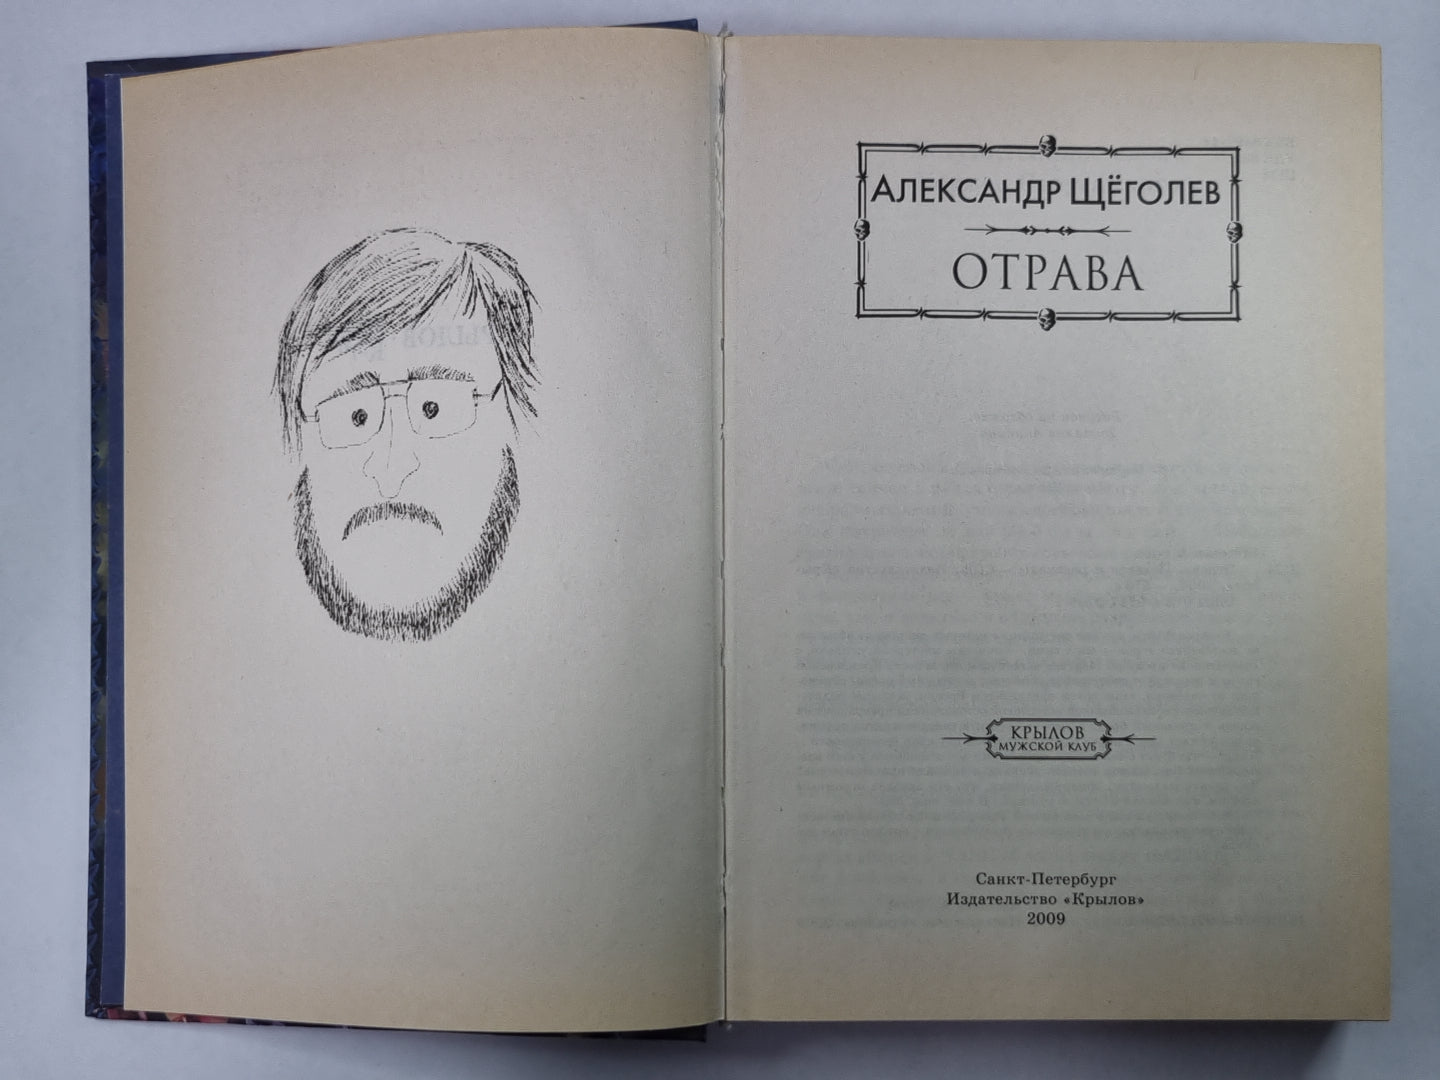 АЛЕКСАНДР ЩЁГОЛЕВ
ОТРАВА
КРЫЛОВ
МУЖСКОЙ КЛУБ
Санкт-Петербург
Издательство «Крылов»
2009